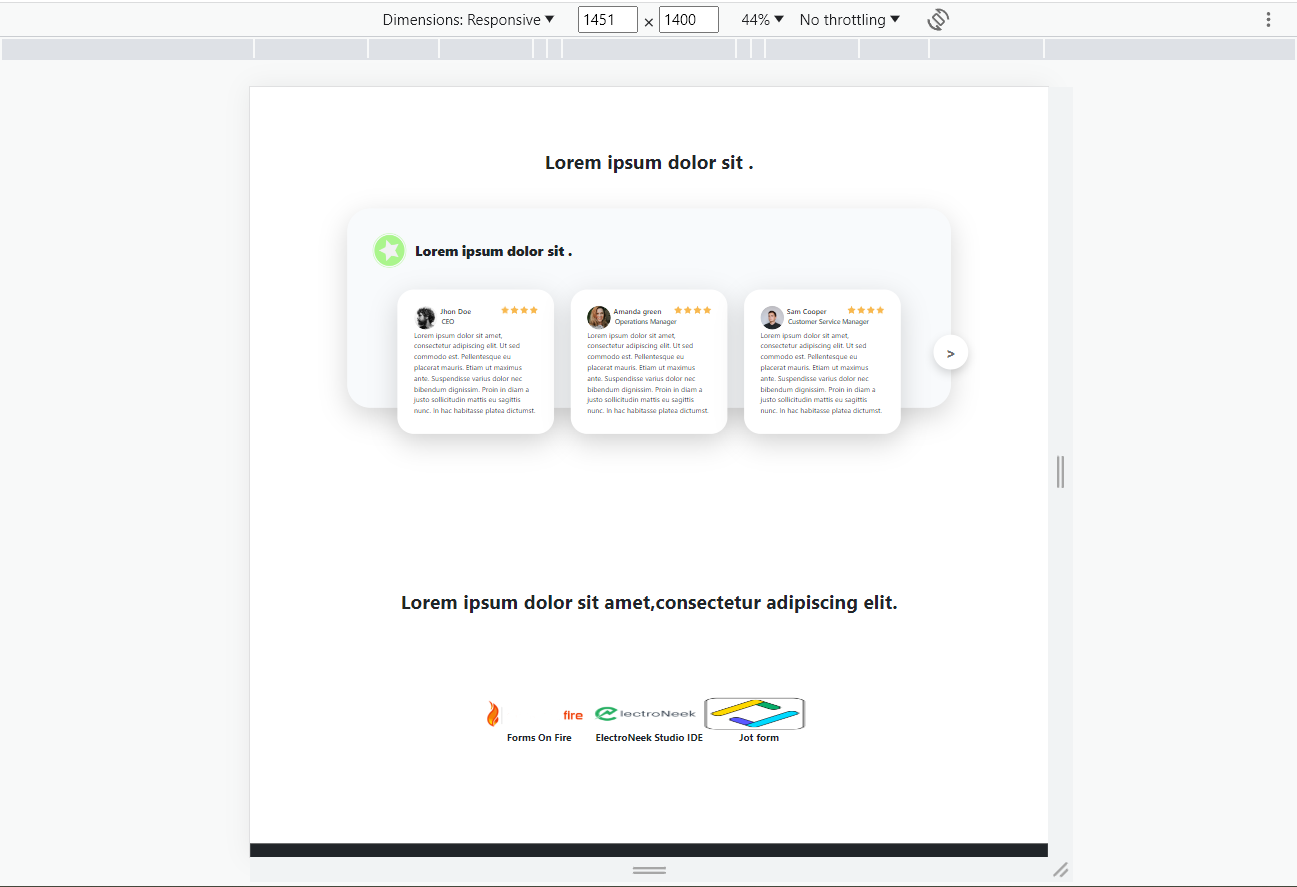 Dimensions: Responsive ▼ 1451 × 1400 44% ▼ No throttling ▼
Lorem ipsum dolor sit .
Lorem ipsum dolor sit .
Jhon Doe
CEO
Lorem ipsum dolor sit amet,
consectetur adipiscing elit. Ut sed
commodo est. Pellentesque eu
placerat mauris. Etiam ut maximus
ante. Suspendisse varius dolor nec
bibendum dignissim. Proin in diam a
justo sollicitudin mattis eu sagittis
nunc. In hac habitasse platea dictumst.
Amanda green
Operations Manager
Lorem ipsum dolor sit amet,
consectetur adipiscing elit. Ut sed
commodo est. Pellentesque eu
placerat mauris. Etiam ut maximus
ante. Suspendisse varius dolor nec
bibendum dignissim. Proin in diam a
justo sollicitudin mattis eu sagittis
nunc. In hac habitasse platea dictumst.
Sam Cooper
Customer Service Manager
Lorem ipsum dolor sit amet,
consectetur adipiscing elit. Ut sed
commodo est. Pellentesque eu
placerat mauris. Etiam ut maximus
ante. Suspendisse varius dolor nec
bibendum dignissim. Proin in diam a
justo sollicitudin mattis eu sagittis
nunc. In hac habitasse platea dictumst.
>
Lorem ipsum dolor sit amet,consectetur adipiscing elit.
fire
lectroNeek
Forms On Fire
ElectroNeek Studio IDE
Jot form